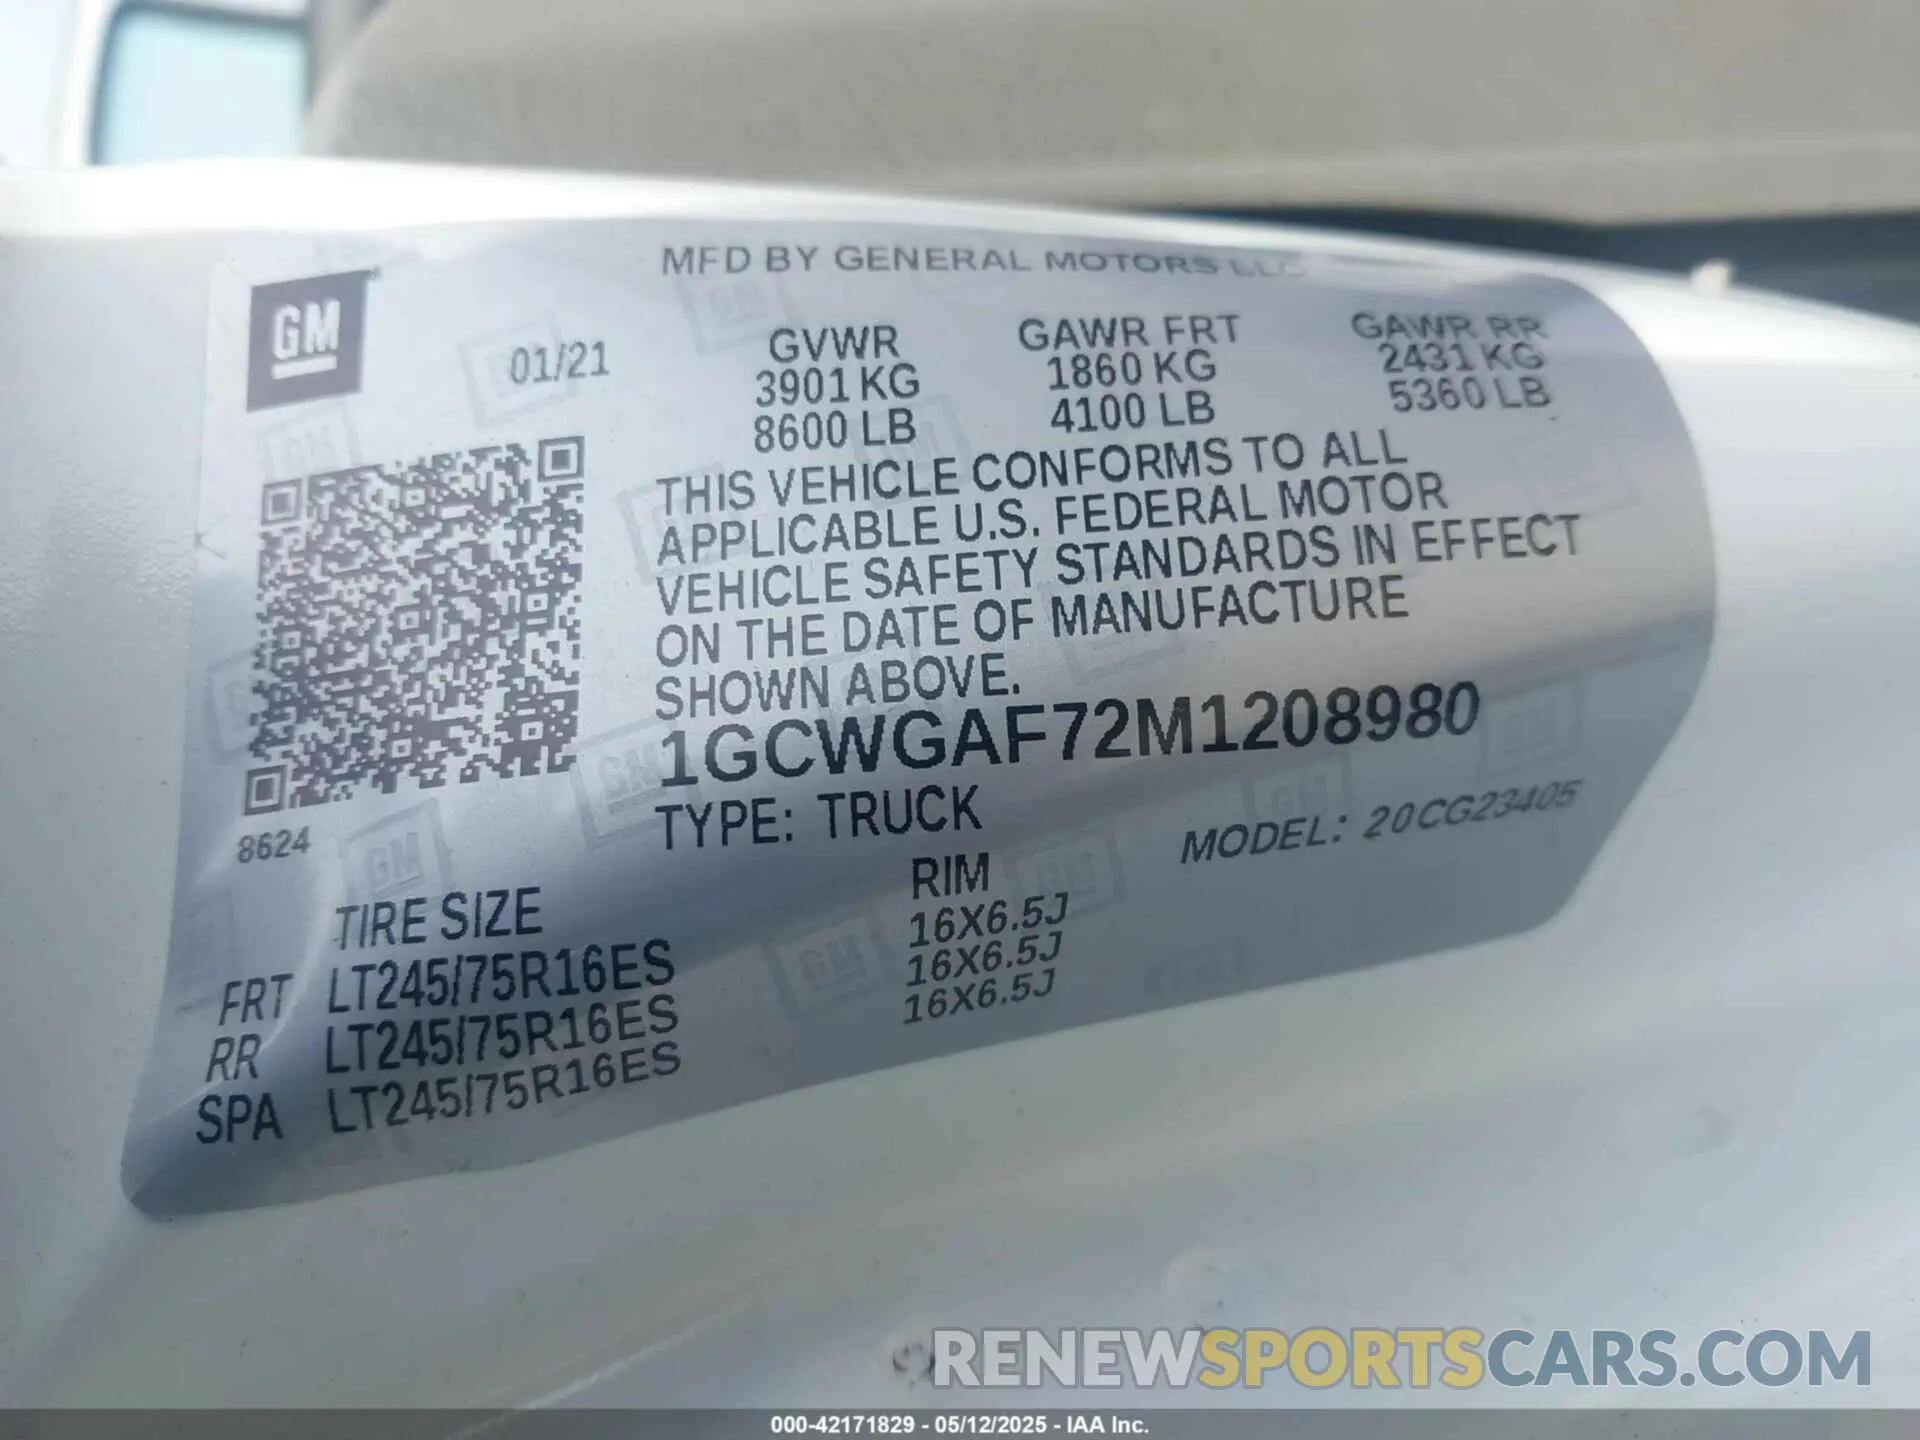 MFD BY GENERAL MOTORS LLC
GM
01/21
GVWR
3901 KG
8600 LB
GAWR FRT
1860 KG
4100 LB
GAWR RR
2431 KG
5360 LB
THIS VEHICLE CONFORMS TO ALL
APPLICABLE U.S. FEDERAL MOTOR
VEHICLE SAFETY STANDARDS IN EFFECT
ON THE DATE OF MANUFACTURE
SHOWN ABOVE.
1GCWGAF72M1208980
TYPE: TRUCK
MODEL: 20CG23405
8624
TIRE SIZE RIM
FRT LT245/75R16ES 16X6.5J
RR LT245/75R16ES 16X6.5J
SPA LT245/75R16ES 16X6.5J
RENEWSPORTSCARS.COM
000-42171829 - 05/12/2025 - IAA Inc.